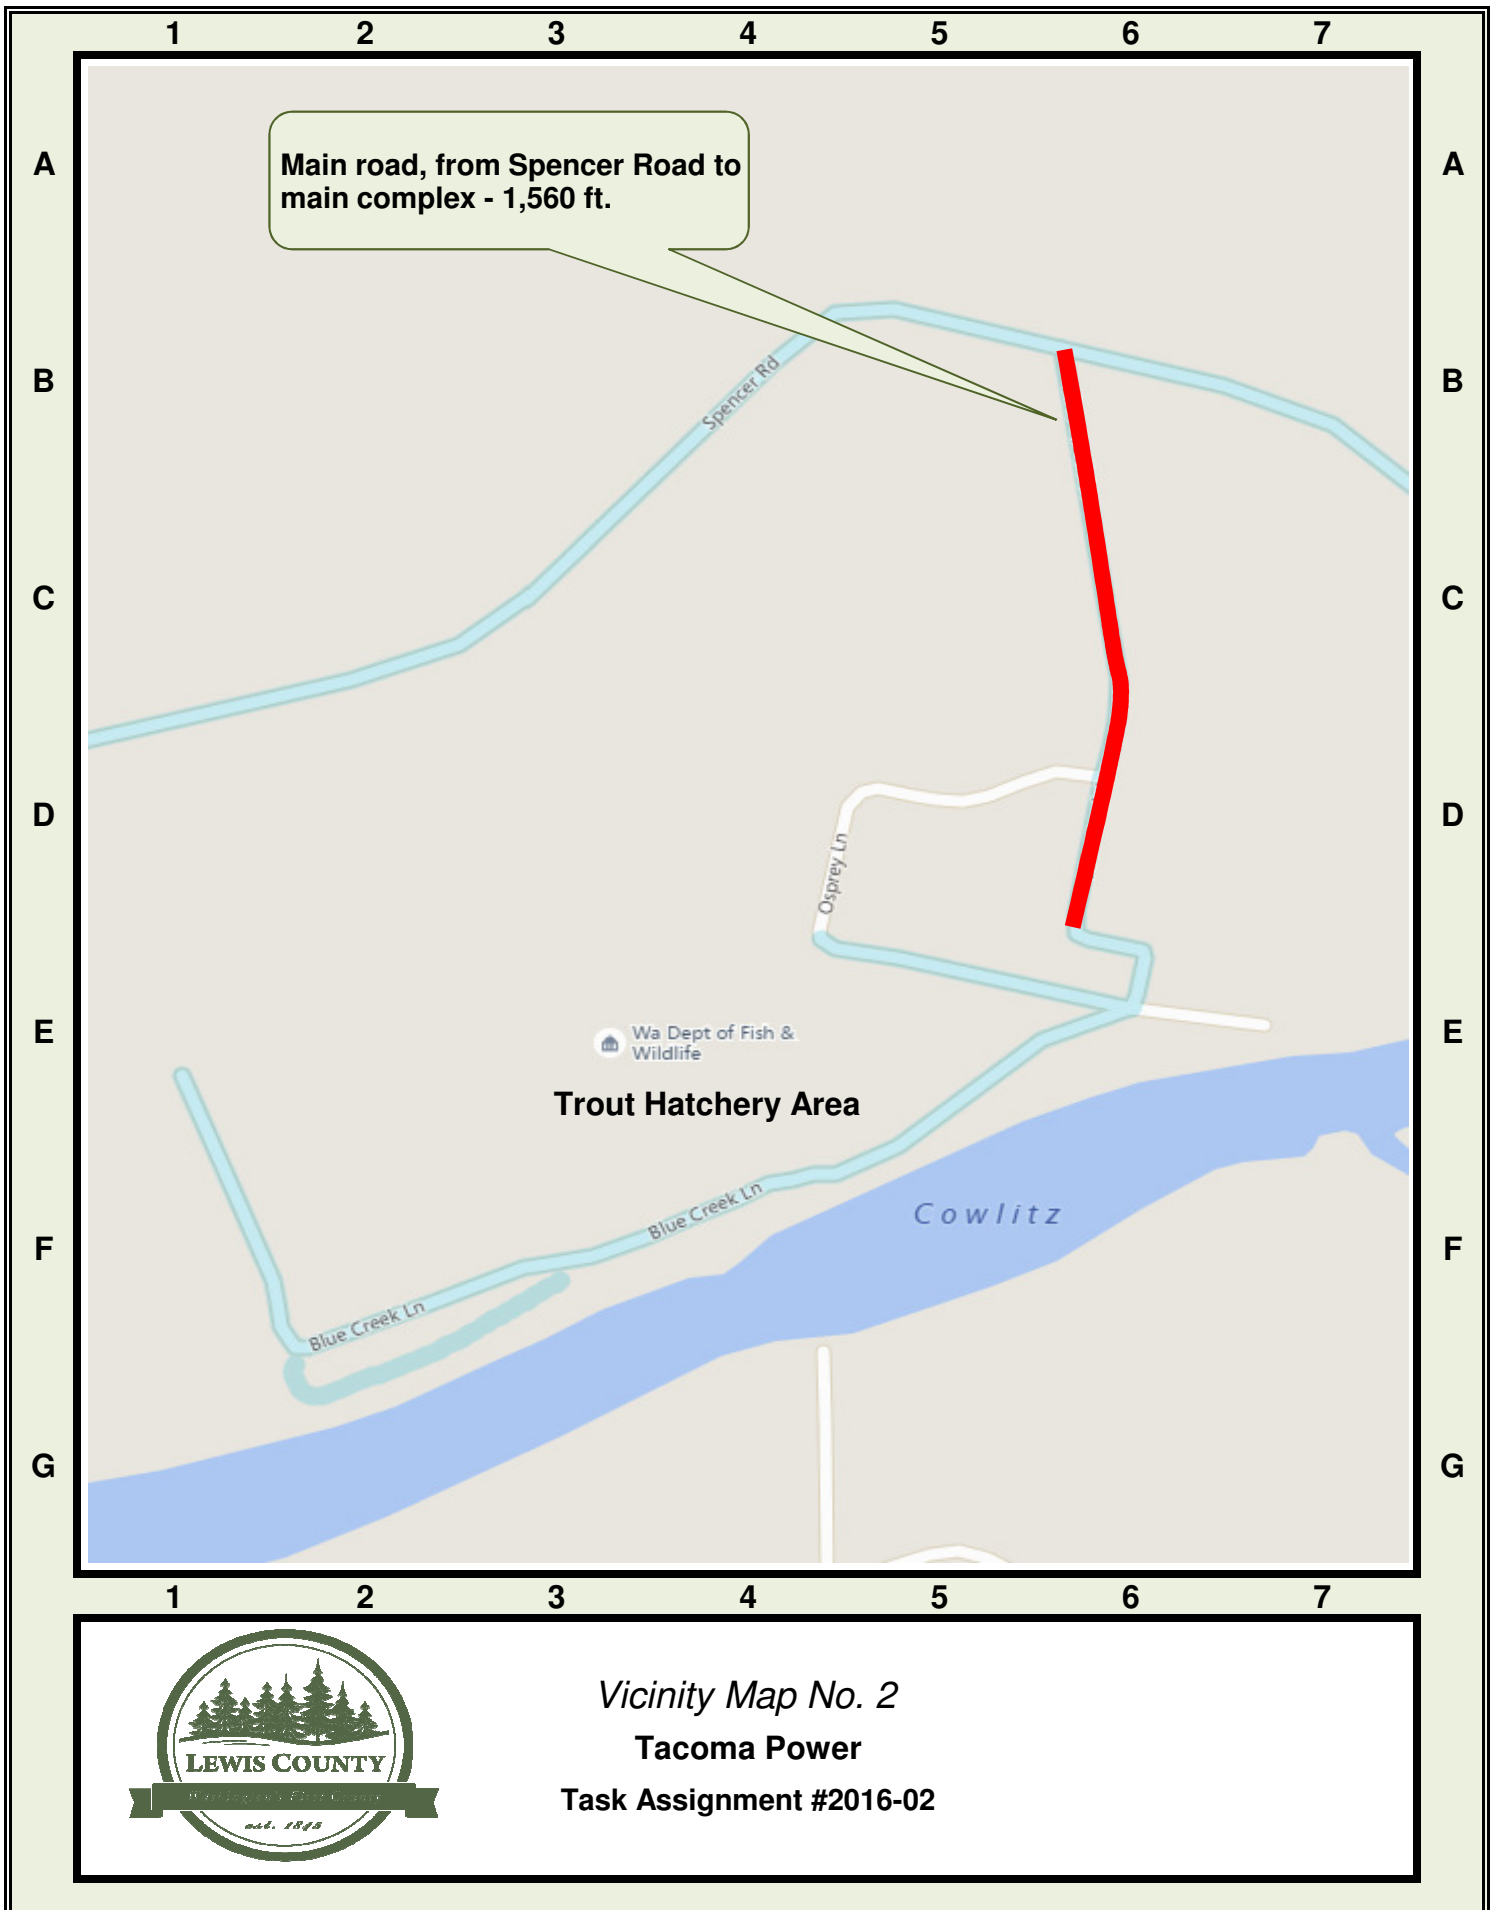 1 2 3 4 5 6 7
A A
Main road, from Spencer Road to
main complex - 1,560 ft.
B B
Spencer Rd
C C
D D
Osprey Ln
E E
Wa Dept of Fish &
Wildlife
Trout Hatchery Area
Blue Creek Ln
Cowlitz
F F
Blue Creek Ln
G G
1 2 3 4 5 6 7
Vicinity Map No. 2
Tacoma Power
Task Assignment #2016-02
LEWIS COUNTY
est. 1845